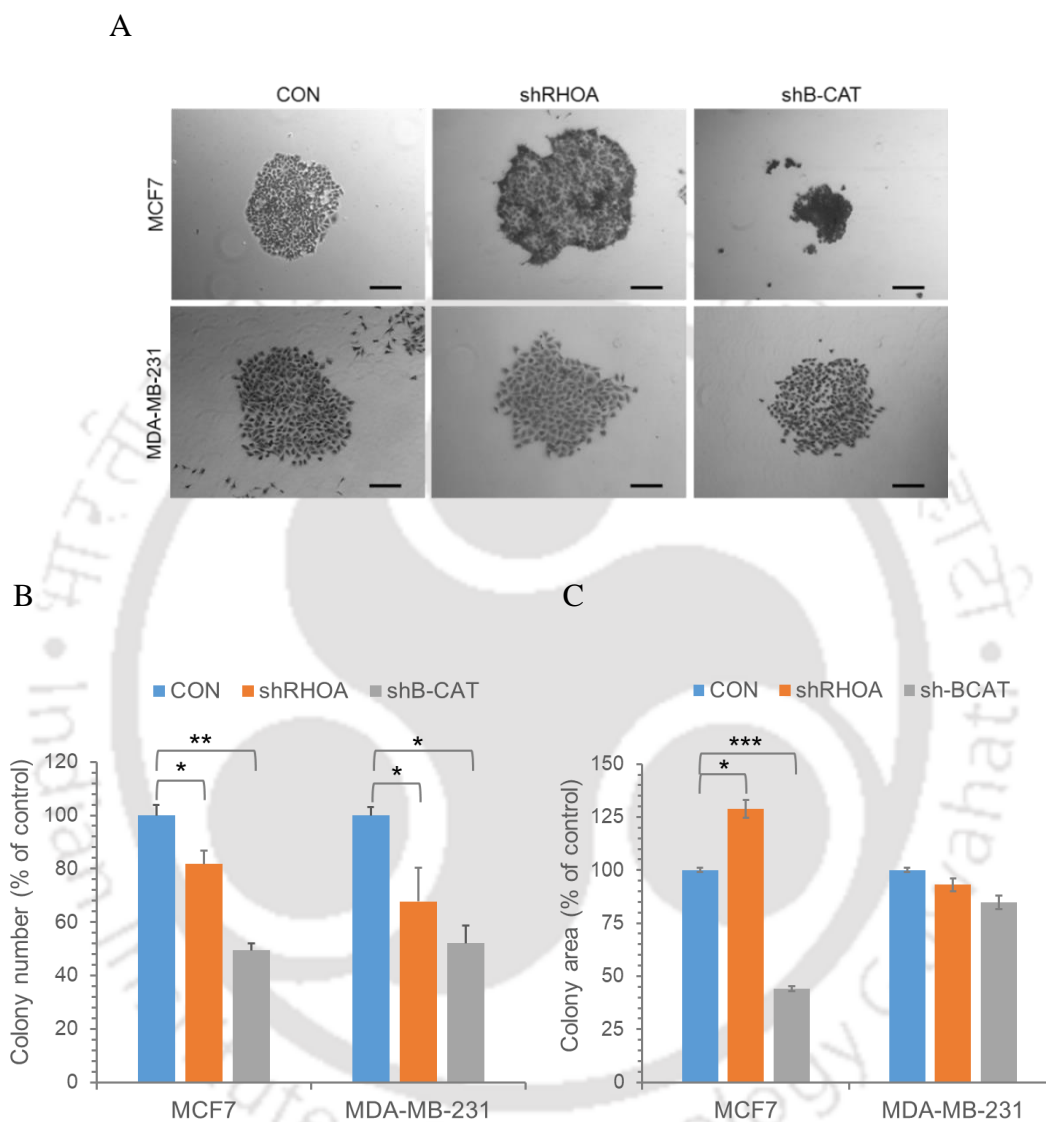 A
CON shRHOA shB-CAT
MCF7
MDA-MB-231
B
CON shRHOA shB-CAT
Colony number (% of control)
120
100
80
60
40
20
0
** 
*
*
*
MCF7 MDA-MB-231
C
CON shRHOA sh-BCAT
Colony area (% of control)
150
125
100
75
50
25
0
***
*
MCF7 MDA-MB-231